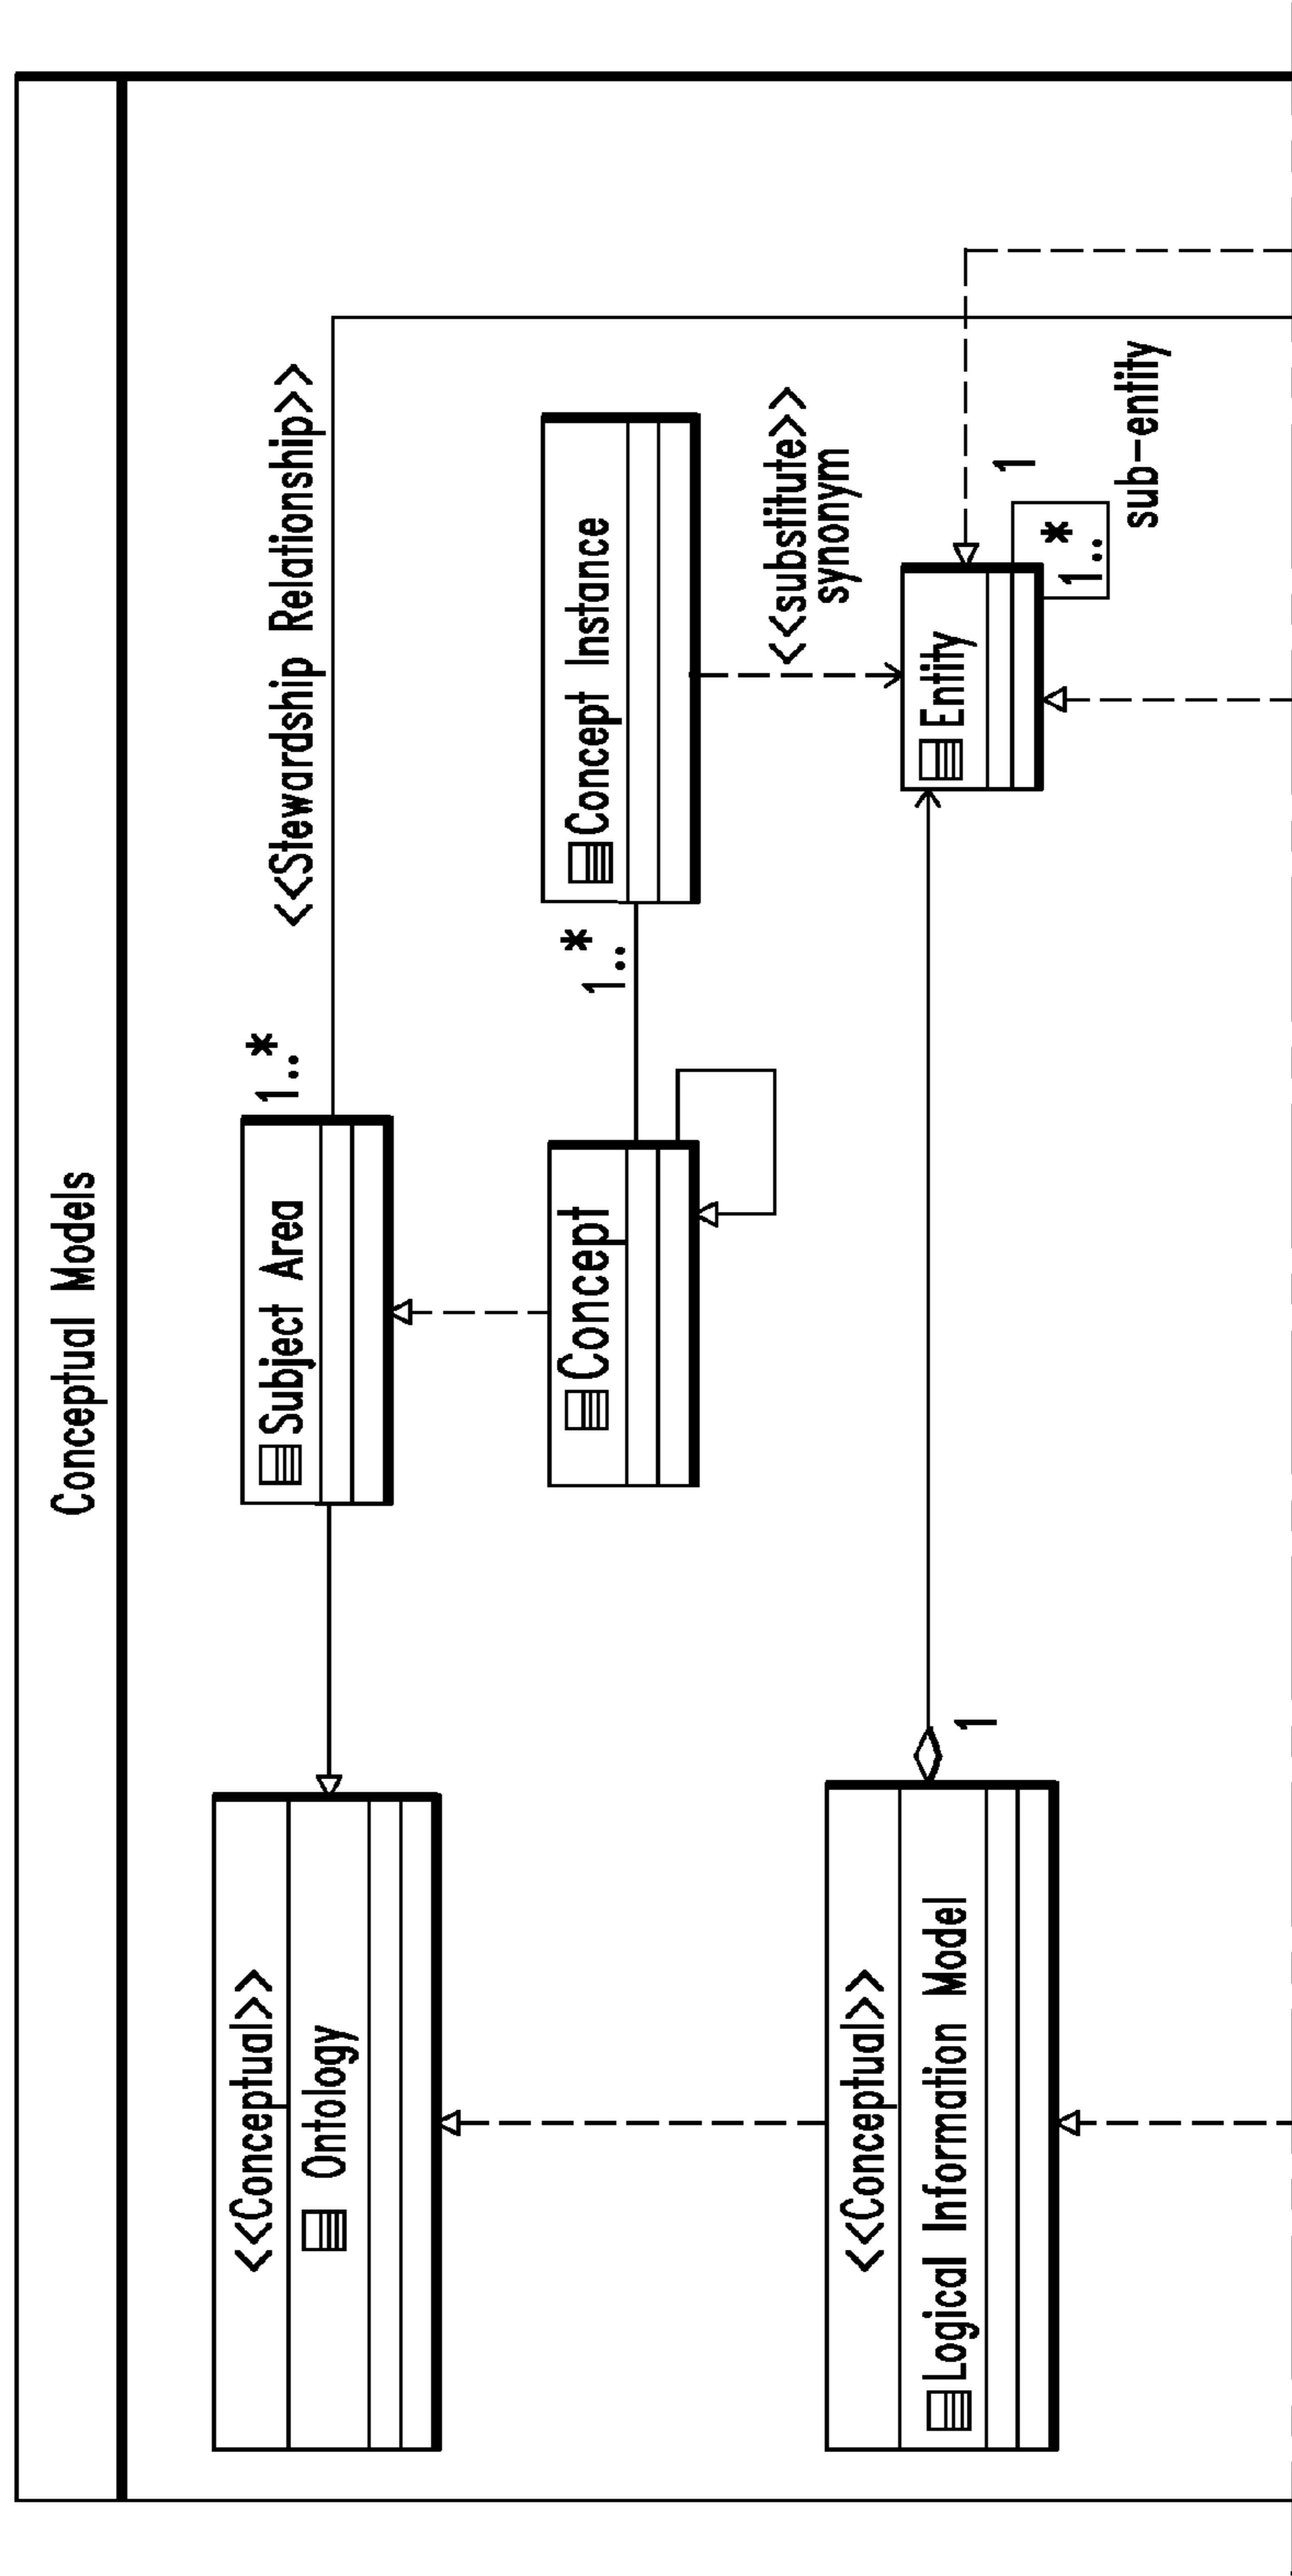 Conceptual Models
<<Conceptual>>
Ontology
Subject Area
1..*
<<Stewardship Relationship>>
Concept
1..*
Concept Instance
<<substitute>>
synonym
<<Conceptual>>
Logical Information Model
1
Entity
1
1..*
sub-entity